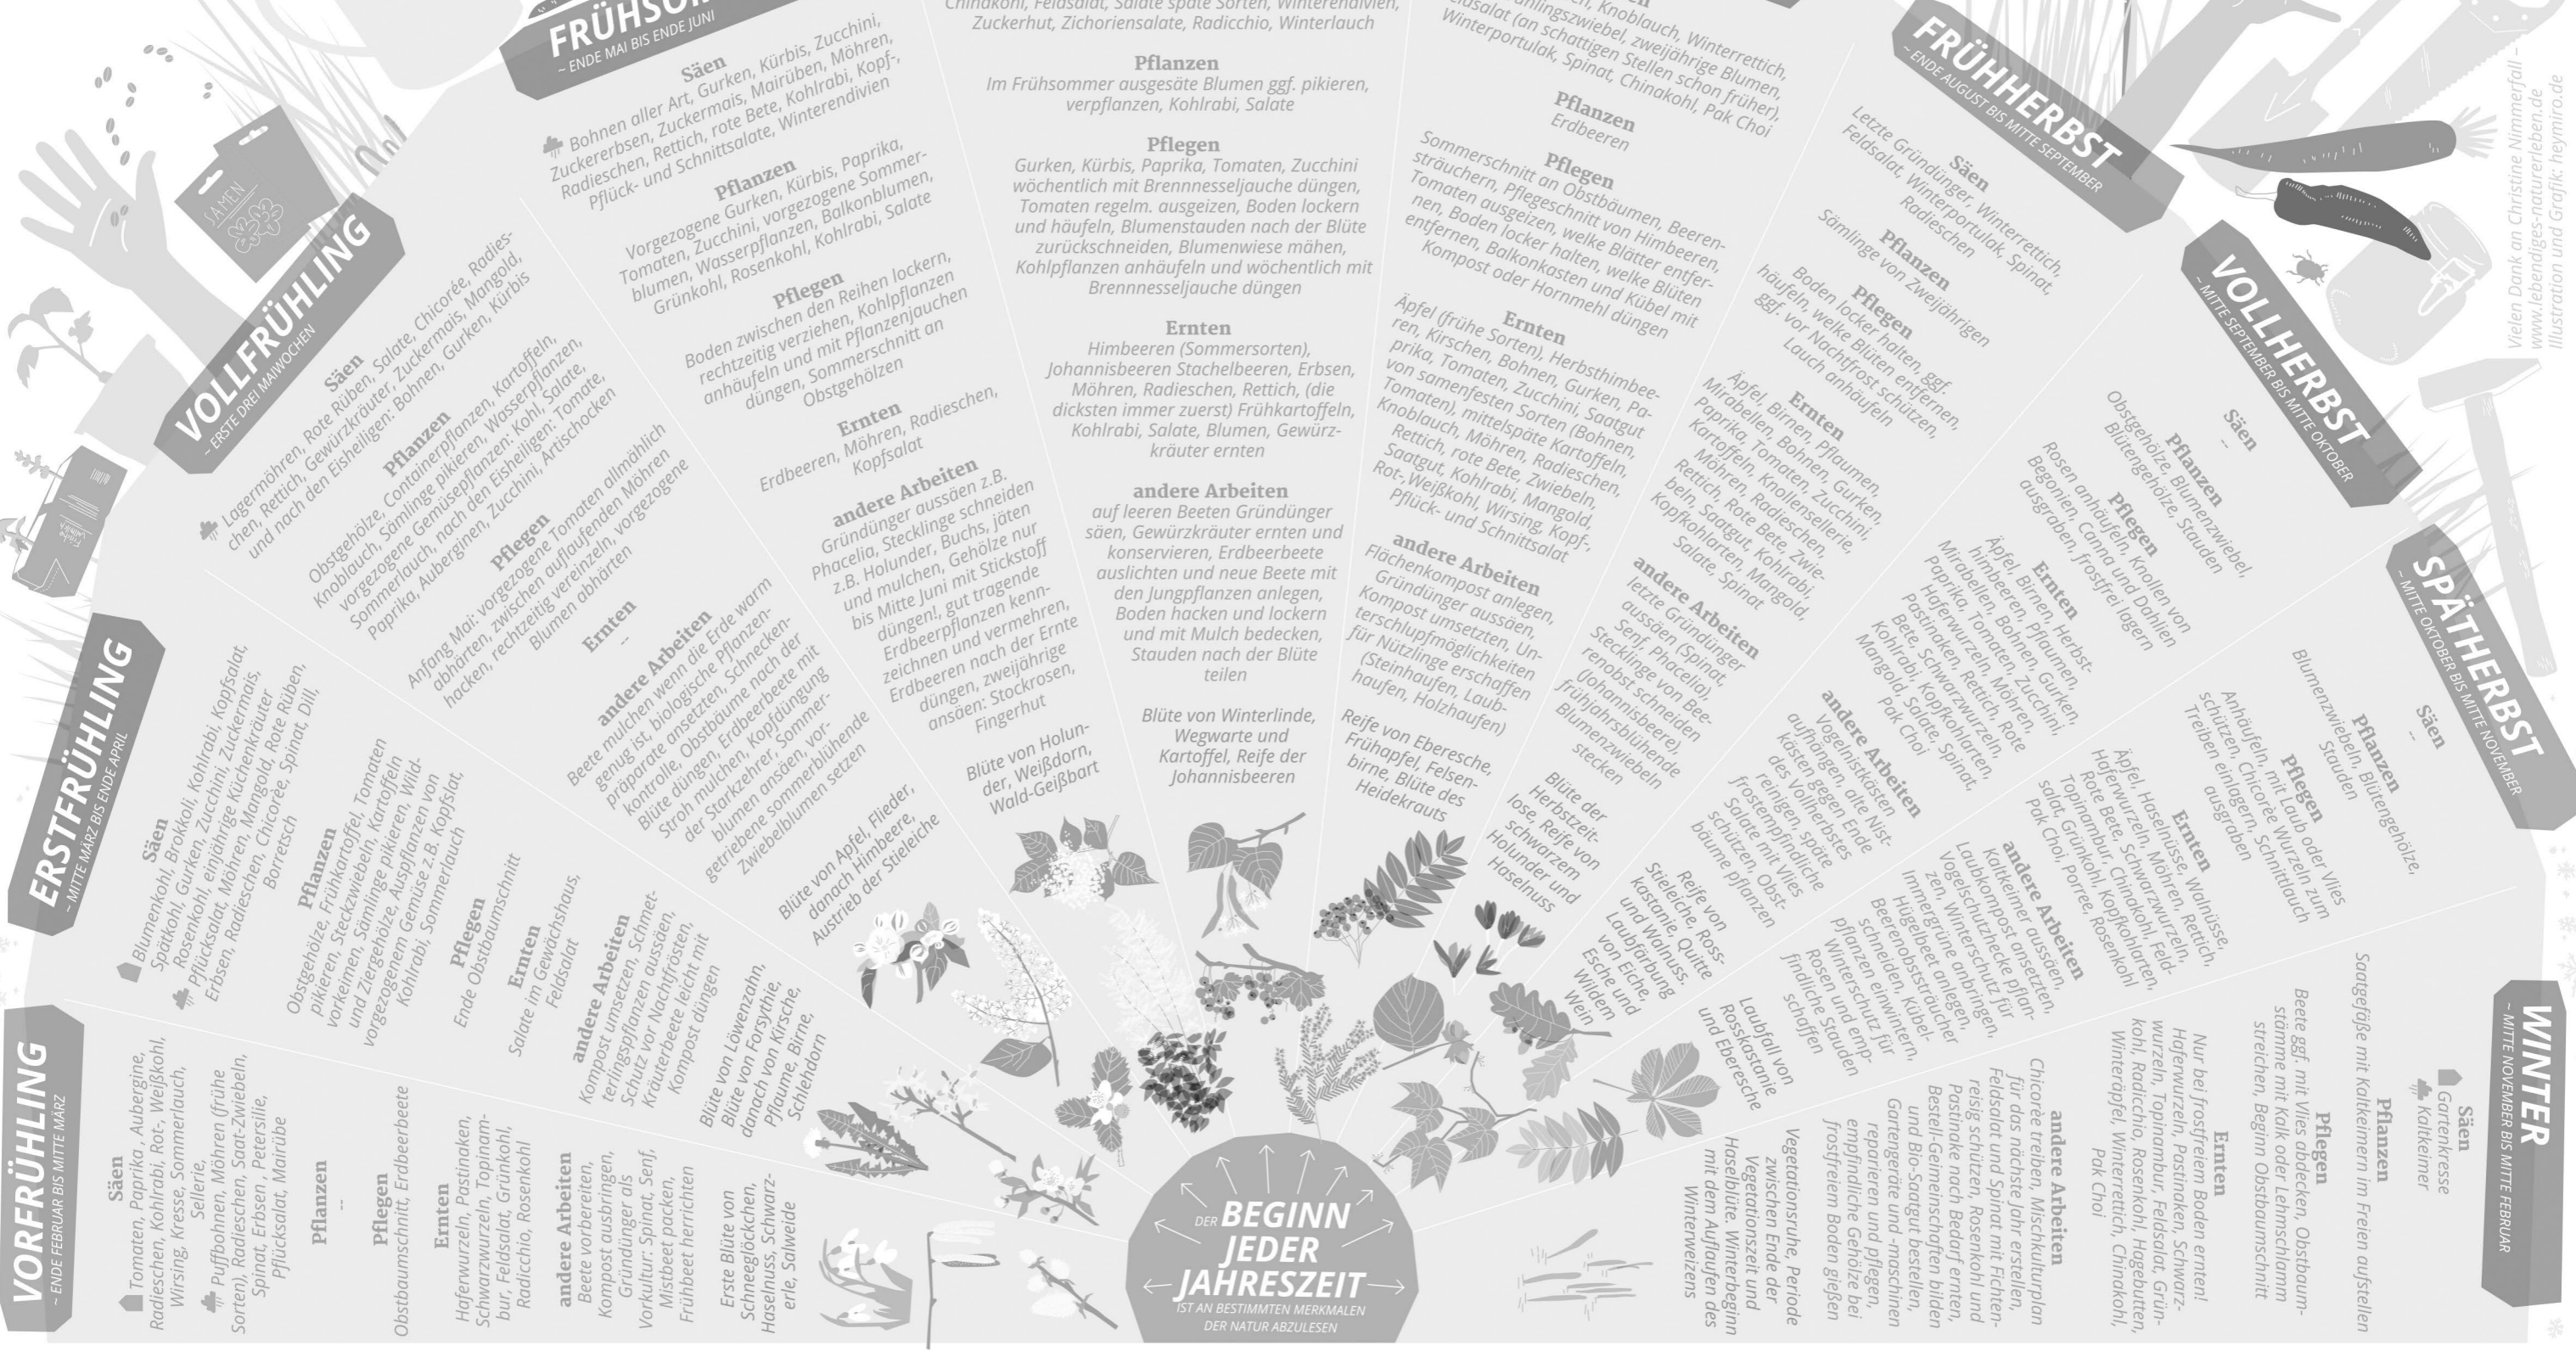 VORFRÜHLING
~ ENDE FEBRUAR BIS MITTE MÄRZ
Säen
Tomaten, Paprika , Aubergine,
Radieschen, Kohlrabi, Rot-, Weißkohl,
Wirsing, Kresse, Sommerlauch,
Sellerie,
Puffbohnen, Möhren (frühe
Sorten), Radieschen, Saat-Zwiebeln,
Spinat, Erbsen , Petersilie,
Pflücksalat, Mairübe
Pflanzen
--
Pflegen
Obstbaumschnitt, Erdbeerbeete
Ernten
Haferwurzeln, Pastinaken,
Schwarzwurzeln, Topinam-
bur, Feldsalat, Grünkohl,
Radicchio, Rosenkohl
andere Arbeiten
Beete vorbereiten,
Kompost ausbringen,
Gründünger als
Vorkultur: Spinat, Senf,
Mistbeet packen,
Frühbeet herrichten
Erste Blüte von
Schneeglöckchen,
Haselnuss, Schwarz-
erle, Salweide
ERSTFRÜHLING
~ MITTE MÄRZ BIS ENDE APRIL
Säen
Blumenkohl, Brokkoli, Kohlrabi, Kopfsalat,
Spätkohl, Gurken, Zucchini, Zuckermais,
Rosenkohl, einjährige Küchenkräuter
Pflücksalat, Möhren, Mangold, Rote Rüben,
Erbsen, Radieschen, Chicorée, Spinat, Dill,
Borretsch
Pflanzen
Obstgehölze, Frühkartoffel, Tomaten
pikieren, Steckzwiebeln, Kartoffeln
vorkeimen, Sämlinge pikieren, Wild-
und Ziergehölze, Auspflanzen von
vorgezogenem Gemüse z.B. Kopfslat,
Kohlrabi, Sommerlauch
Pflegen
Ende Obstbaumschnitt
Ernten
Salate im Gewächshaus,
Feldsalat
andere Arbeiten
Kompost umsetzen, Schmet-
terlingspflanzen aussäen,
Schutz vor Nachtfrösten,
Kräuterbeete leicht mit
Kompost düngen
Blüte von Löwenzahn,
Blüte von Forsythie,
danach von Kirsche,
Pflaume, Birne,
Schlehdorn
VOLLFRÜHLING
~ ERSTE DREI MAIWOCHEN
SAMEN
Säen
Lagermöhren, Rote Rüben, Salate, Chicorée, Radies-
chen, Rettich, Gewürzkräuter, Zuckermais, Mangold,
und nach den Eisheiligen: Bohnen, Gurken, Kürbis
Pflanzen
Obstgehölze, Containerpflanzen, Kartoffeln,
Knoblauch, Sämlinge pikieren, Wasserpflanzen,
vorgezogene Gemüsepflanzen: Kohl, Salate,
Sommerlauch, nach den Eisheiligen: Tomate,
Paprika, Auberginen, Zucchini, Artischocken
Pflegen
Anfang Mai: vorgezogene Tomaten allmählich
abhärten, zwischen auflaufenden Möhren
hacken, rechtzeitig vereinzeln, vorgezogene
Blumen abhärten
Ernten
--
andere Arbeiten
Beete mulchen wenn die Erde warm
genug ist, biologische Pflanzen-
präparate ansetzten, Schnecken-
kontrolle, Obstbäume nach der
Blüte düngen, Erdbeerbeete mit
Stroh mulchen, Kopfdüngung
der Starkzehrer, Sommer-
blumen ansäen, vor-
getriebene sommerblühende
Zwiebelblumen setzen
Blüte von Apfel, Flieder,
danach Himbeere,
Austrieb der Stieleiche
FRÜHSOM
~ ENDE MAI BIS ENDE JUNI
Säen
Bohnen aller Art, Gurken, Kürbis, Zucchini,
Zuckererbsen, Zuckermais, Mairüben, Möhren,
Radieschen, Rettich, rote Bete, Kohlrabi, Kopf-,
Pflück- und Schnittsalate, Winterendivien
Pflanzen
Vorgezogene Gurken, Kürbis, Paprika,
Tomaten, Zucchini, vorgezogene Sommer-
blumen, Wasserpflanzen, Balkonblumen,
Grünkohl, Rosenkohl, Kohlrabi, Salate
Pflegen
Boden zwischen den Reihen lockern,
rechtzeitig verziehen, Kohlpflanzen
anhäufeln und mit Pflanzenjauchen
düngen, Sommerschnitt an
Obstgehölzen
Ernten
Erdbeeren, Möhren, Radieschen,
Kopfsalat
andere Arbeiten
Gründünger aussäen z.B.
Phacelia, Stecklinge schneiden
z.B. Holunder, Buchs, jäten
und mulchen, Gehölze nur
bis Mitte Juni mit Stickstoff
düngen!, gut tragende
Erdbeerpflanzen kenn-
zeichnen und vermehren,
Erdbeeren nach der Ernte
düngen, zweijährige
ansäen: Stockrosen,
Fingerhut
Blüte von Holun-
der, Weißdorn,
Wald-Geißbart
Chinakohl, Feldsalat, Salate späte Sorten, Winterendivien,
Zuckerhut, Zichoriensalate, Radicchio, Winterlauch
Pflanzen
Im Frühsommer ausgesäte Blumen ggf. pikieren,
verpflanzen, Kohlrabi, Salate
Pflegen
Gurken, Kürbis, Paprika, Tomaten, Zucchini
wöchentlich mit Brennnesseljauche düngen,
Tomaten regelm. ausgeizen, Boden lockern
und häufeln, Blumenstauden nach der Blüte
zurückschneiden, Blumenwiese mähen,
Kohlpflanzen anhäufeln und wöchentlich mit
Brennnesseljauche düngen
Ernten
Himbeeren (Sommersorten),
Johannisbeeren Stachelbeeren, Erbsen,
Möhren, Radieschen, Rettich, (die
dicksten immer zuerst) Frühkartoffeln,
Kohlrabi, Salate, Blumen, Gewürz-
kräuter ernten
andere Arbeiten
auf leeren Beeten Gründünger
säen, Gewürzkräuter ernten und
konservieren, Erdbeerbeete
auslichten und neue Beete mit
den Jungpflanzen anlegen,
Boden hacken und lockern
und mit Mulch bedecken,
Stauden nach der Blüte
teilen
Blüte von Winterlinde,
Wegwarte und
Kartoffel, Reife der
Johannisbeeren
Knoblauch, Winterrettich,
zweijährige Blumen,
(an schattigen Stellen schon früher),
Winterportulak, Spinat, Chinakohl, Pak Choi
Pflanzen
Erdbeeren
Pflegen
Sommerschnitt an Obstbäumen, Beeren-
sträuchern, Pflegeschnitt von Himbeeren,
Tomaten ausgeizen, welke Blätter entfer-
nen, Boden locker halten, welke Blüten
entfernen, Balkonkasten und Kübel mit
Kompost oder Hornmehl düngen
Ernten
Äpfel (frühe Sorten), Herbsthimbee-
ren, Kirschen, Bohnen, Gurken, Pa-
prika, Tomaten, Zucchini, Saatgut
von samenfesten Sorten (Bohnen,
Tomaten), mittelspäte Kartoffeln,
Knoblauch, Möhren, Radieschen,
Rettich, rote Bete, Zwiebeln,
Saatgut, Kohlrabi, Mangold,
Rot-, Weißkohl, Wirsing, Kopf-,
Pflück- und Schnittsalat
andere Arbeiten
Flächenkompost anlegen,
Gründünger aussäen,
Kompost umsetzten, Un-
terschlupfmöglichkeiten
für Nützlinge erschaffen
(Steinhaufen, Laub-
haufen, Holzhaufen)
Reife von Eberesche,
Frühapfel, Felsen-
birne, Blüte des
Heidekrauts
FRÜHHERBST
~ ENDE AUGUST BIS MITTE SEPTEMBER
Säen
Letzte Gründünger, Winterrettich,
Feldsalat, Winterportulak, Spinat,
Radieschen
Pflanzen
Sämlinge von Zweijährigen
Pflegen
Boden locker halten, ggf.
häufeln, welke Blüten entfernen,
ggf. vor Nachtfrost schützen,
Lauch anhäufeln
Ernten
Äpfel, Birnen, Pflaumen,
Mirabellen, Bohnen, Gurken,
Paprika, Tomaten, Zucchini,
Kartoffeln, Knollensellerie,
Möhren, Radieschen,
Rettich, Rote Bete, Zwie-
beln, Saatgut, Kohlrabi,
Kopfkohlarten, Mangold,
Salate, Spinat
andere Arbeiten
letzte Gründünger
aussäen (Spinat,
Senf, Phacelia),
Stecklinge von Bee-
renobst schneiden
(Johannisbeere),
frühjahrsblühende
Blumenzwiebeln
stecken
Blüte der
Herbstzeit-
lose, Reife von
schwarzem
Holunder und
Haselnuss
VOLLHERBST
~ MITTE SEPTEMBER BIS MITTE OKTOBER
Säen
--
Pflanzen
Obstgehölze, Blumenzwiebel,
Blütengehölze, Stauden
Pflegen
Rosen anhäufeln, Knollen von
Begonien, Canna und Dahlien
ausgraben, frostfrei lagern
Ernten
Äpfel, Birnen, Herbst-
himbeeren, Pflaumen,
Mirabellen, Bohnen, Gurken,
Paprika, Tomaten, Zucchini,
Haferwurzeln, Möhren,
Pastinaken, Rettich, Rote
Bete, Schwarzwurzeln,
Kohlrabi, Kopfkohlarten,
Mangold, Salate, Spinat,
Pak Choi
andere Arbeiten
Vogelnistkästen
aufhängen, alte Nist-
kästen gegen Ende
des Vollherbstes
reinigen, späte
frostempfindliche
Salate mit Vlies
schützen, Obst-
bäume pflanzen
Reife von
Stieleiche, Ross-
kastanie, Quitte
und Walnuss,
Laubfärbung
von Eiche,
Esche und
Wildem
Wein
SPÄTHERBST
~ MITTE OKTOBER BIS MITTE NOVEMBER
Säen
--
Pflanzen
Blumenzwiebeln, Blütengehölze,
Stauden
Pflegen
Anhäufeln, mit Laub oder Vlies
schützen, Chicorèe Wurzeln zum
Treiben einlagern, Schnittlauch
ausgraben
Ernten
Äpfel, Haselnüsse, Walnüsse,
Haferwurzeln, Möhren, Rettich,
Rote Bete, Schwarzwurzeln,
Topinambur, Chinakohl, Feld-
salat, Grünkohl, Kopfkohlarten,
Pak Choi, Porree, Rosenkohl
andere Arbeiten
Kaltkeimer aussäen,
Laubkompost ansetzten,
Vogelschutzhecke pflan-
zen, Winterschutz für
Immergrüne anbringen,
Hügelbeet anlegen,
Beerenobststräucher
schneiden, Kübel-
pflanzen einwintern,
Winterschutz für
Rosen und emp-
findliche Stauden
schaffen
Laubfall von
Rosskastanie
und Eberesche
WINTER
~ MITTE NOVEMBER BIS MITTE FEBRUAR
Säen
Gartenkresse
Kaltkeimer
Pflanzen
Saatgefäße mit Kaltkeimern im Freien aufstellen
Pflegen
Beete ggf. mit Vlies abdecken, Obstbaum-
stämme mit Kalk oder Lehmschlamm
streichen, Beginn Obstbaumschnitt
Ernten
Nur bei frostfreiem Boden ernten!
Haferwurzeln, Pastinaken, Schwarz-
wurzeln, Topinambur, Feldsalat, Grün-
kohl, Radicchio, Rosenkohl, Hagebutten,
Winteräpfel, Winterrettich, Chinakohl,
Pak Choi
andere Arbeiten
Chicorèe treiben, Mischkulturplan
für das nächste Jahr erstellen,
Feldsalat und Spinat mit Fichten-
reisig schützen, Rosenkohl und
Pastinake nach Bedarf ernten,
Bestell-Gemeinschaften bilden
und Bio-Saatgut bestellen,
Gartengeräte und -maschinen
reparieren und pflegen,
empfindliche Gehölze bei
frostfreiem Boden gießen
Vegetationsruhe, Periode
zwischen Ende der
Vegetationszeit und
Haselblüte. Winterbeginn
mit dem Auflaufen des
Winterweizens
DER BEGINN
JEDER
JAHRESZEIT
IST AN BESTIMMTEN MERKMALEN
DER NATUR ABZULESEN
Vielen Dank an Christine Nimmerfall ~
www.lebendiges-naturerleben.de
Illustration und Grafik: heymiro.de